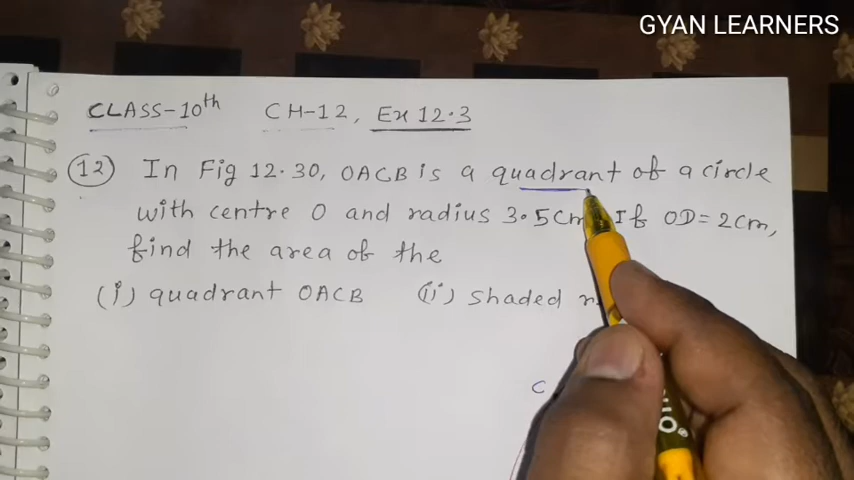 GYAN LEARNERS
CLASS-10th CH-12, Ex 12.3
(12) In Fig 12.30, OACB is a quadrant of a circle
with centre O and radius 3.5cm If OD = 2cm,
find the area of the
(i) quadrant OACB (ii) shaded
C